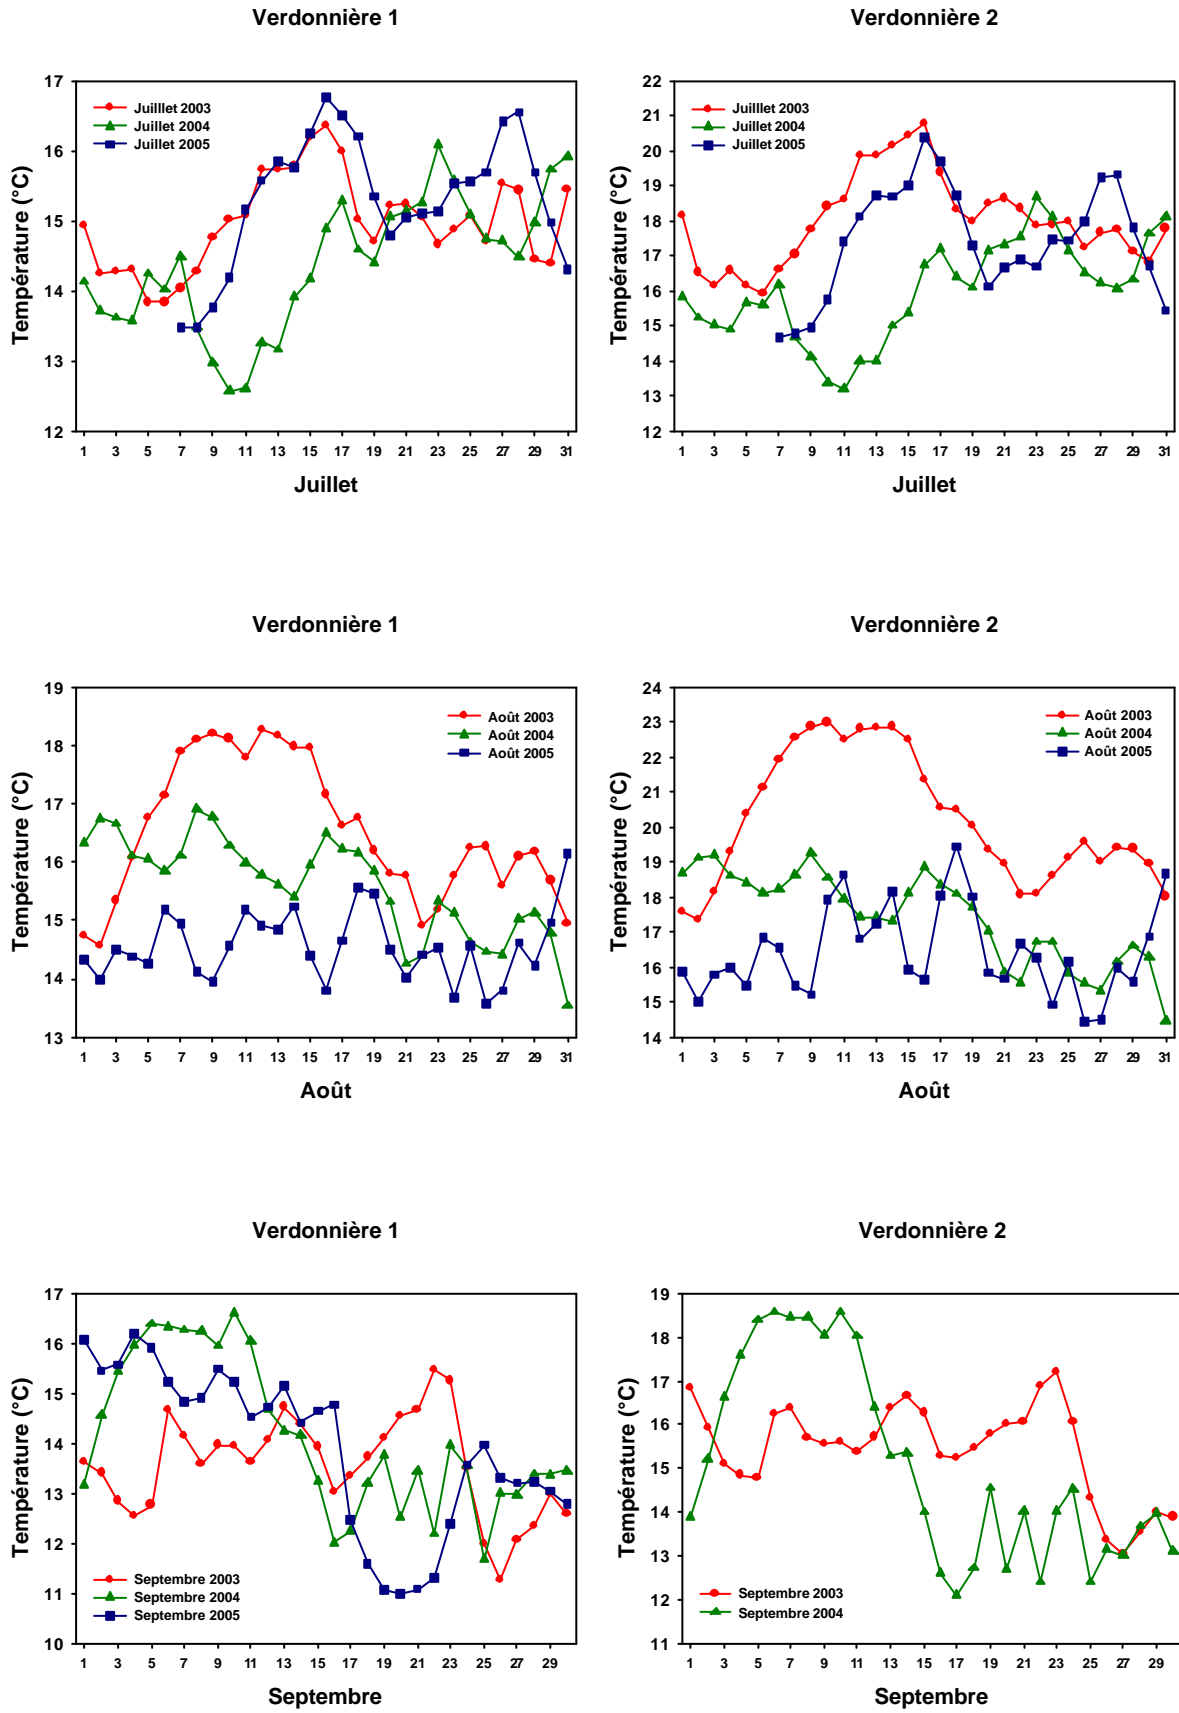 Verdonnière 1
Verdonnière 2
17
16
15
14
13
12
Température (°C)
Juilllet 2003
Juillet 2004
Juillet 2005
1 3 5 7 9 11 13 15 17 19 21 23 25 27 29 31
Juillet
22
21
20
19
18
17
16
15
14
13
12
Température (°C)
Juilllet 2003
Juillet 2004
Juillet 2005
1 3 5 7 9 11 13 15 17 19 21 23 25 27 29 31
Juillet
Verdonnière 1
Verdonnière 2
19
18
17
16
15
14
13
Température (°C)
Août 2003
Août 2004
Août 2005
1 3 5 7 9 11 13 15 17 19 21 23 25 27 29 31
Août
24
23
22
21
20
19
18
17
16
15
14
Température (°C)
Août 2003
Août 2004
Août 2005
1 3 5 7 9 11 13 15 17 19 21 23 25 27 29 31
Août
Verdonnière 1
Verdonnière 2
17
16
15
14
13
12
11
10
Température (°C)
Septembre 2003
Septembre 2004
Septembre 2005
1 3 5 7 9 11 13 15 17 19 21 23 25 27 29
Septembre
19
18
17
16
15
14
13
12
11
Température (°C)
Septembre 2003
Septembre 2004
1 3 5 7 9 11 13 15 17 19 21 23 25 27 29
Septembre